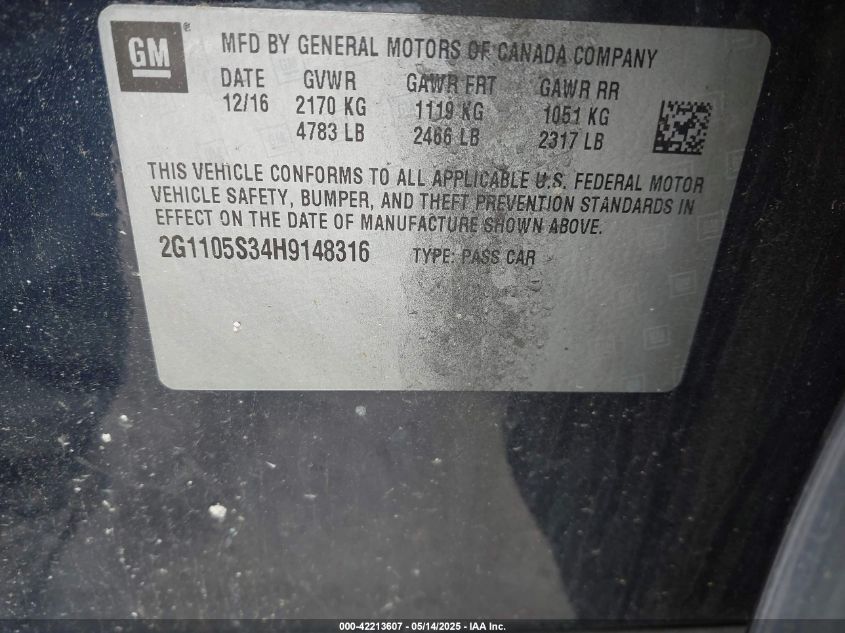 GM®
MFD BY GENERAL MOTORS OF CANADA COMPANY
DATE GVWR GAWR FRT GAWR RR
12/16 2170 KG 1119 KG 1051 KG
4783 LB 2466 LB 2317 LB
THIS VEHICLE CONFORMS TO ALL APPLICABLE U.S. FEDERAL MOTOR
VEHICLE SAFETY, BUMPER, AND THEFT PREVENTION STANDARDS IN
EFFECT ON THE DATE OF MANUFACTURE SHOWN ABOVE.
2G1105S34H9148316 TYPE: PASS CAR
000-42213607 - 05/14/2025 - IAA Inc.